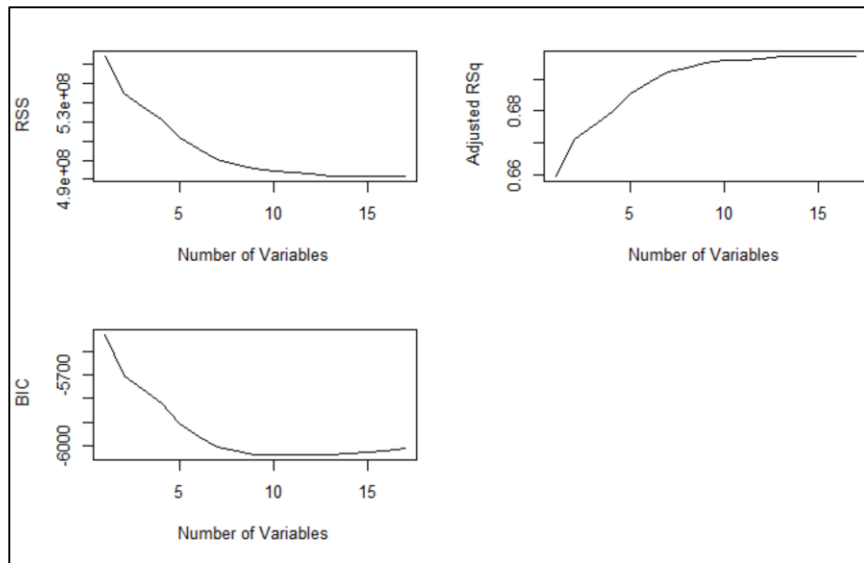 RSS
4.9e+08 5.3e+08
5 10 15
Number of Variables
Adjusted RSq
0.66 0.68
5 10 15
Number of Variables
BIC
-6000 -5700
5 10 15
Number of Variables